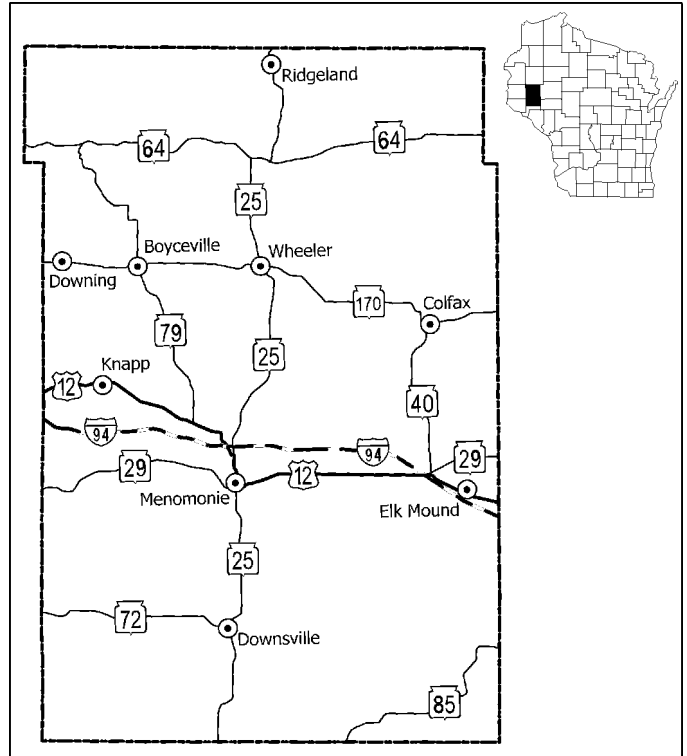 Ridgeland
64
64
25
Boyceville
Wheeler
Downing
170
Colfax
79
25
Knapp
12
40
94
94
29
29
12
Menomonie
Elk Mound
25
72
Downsville
85